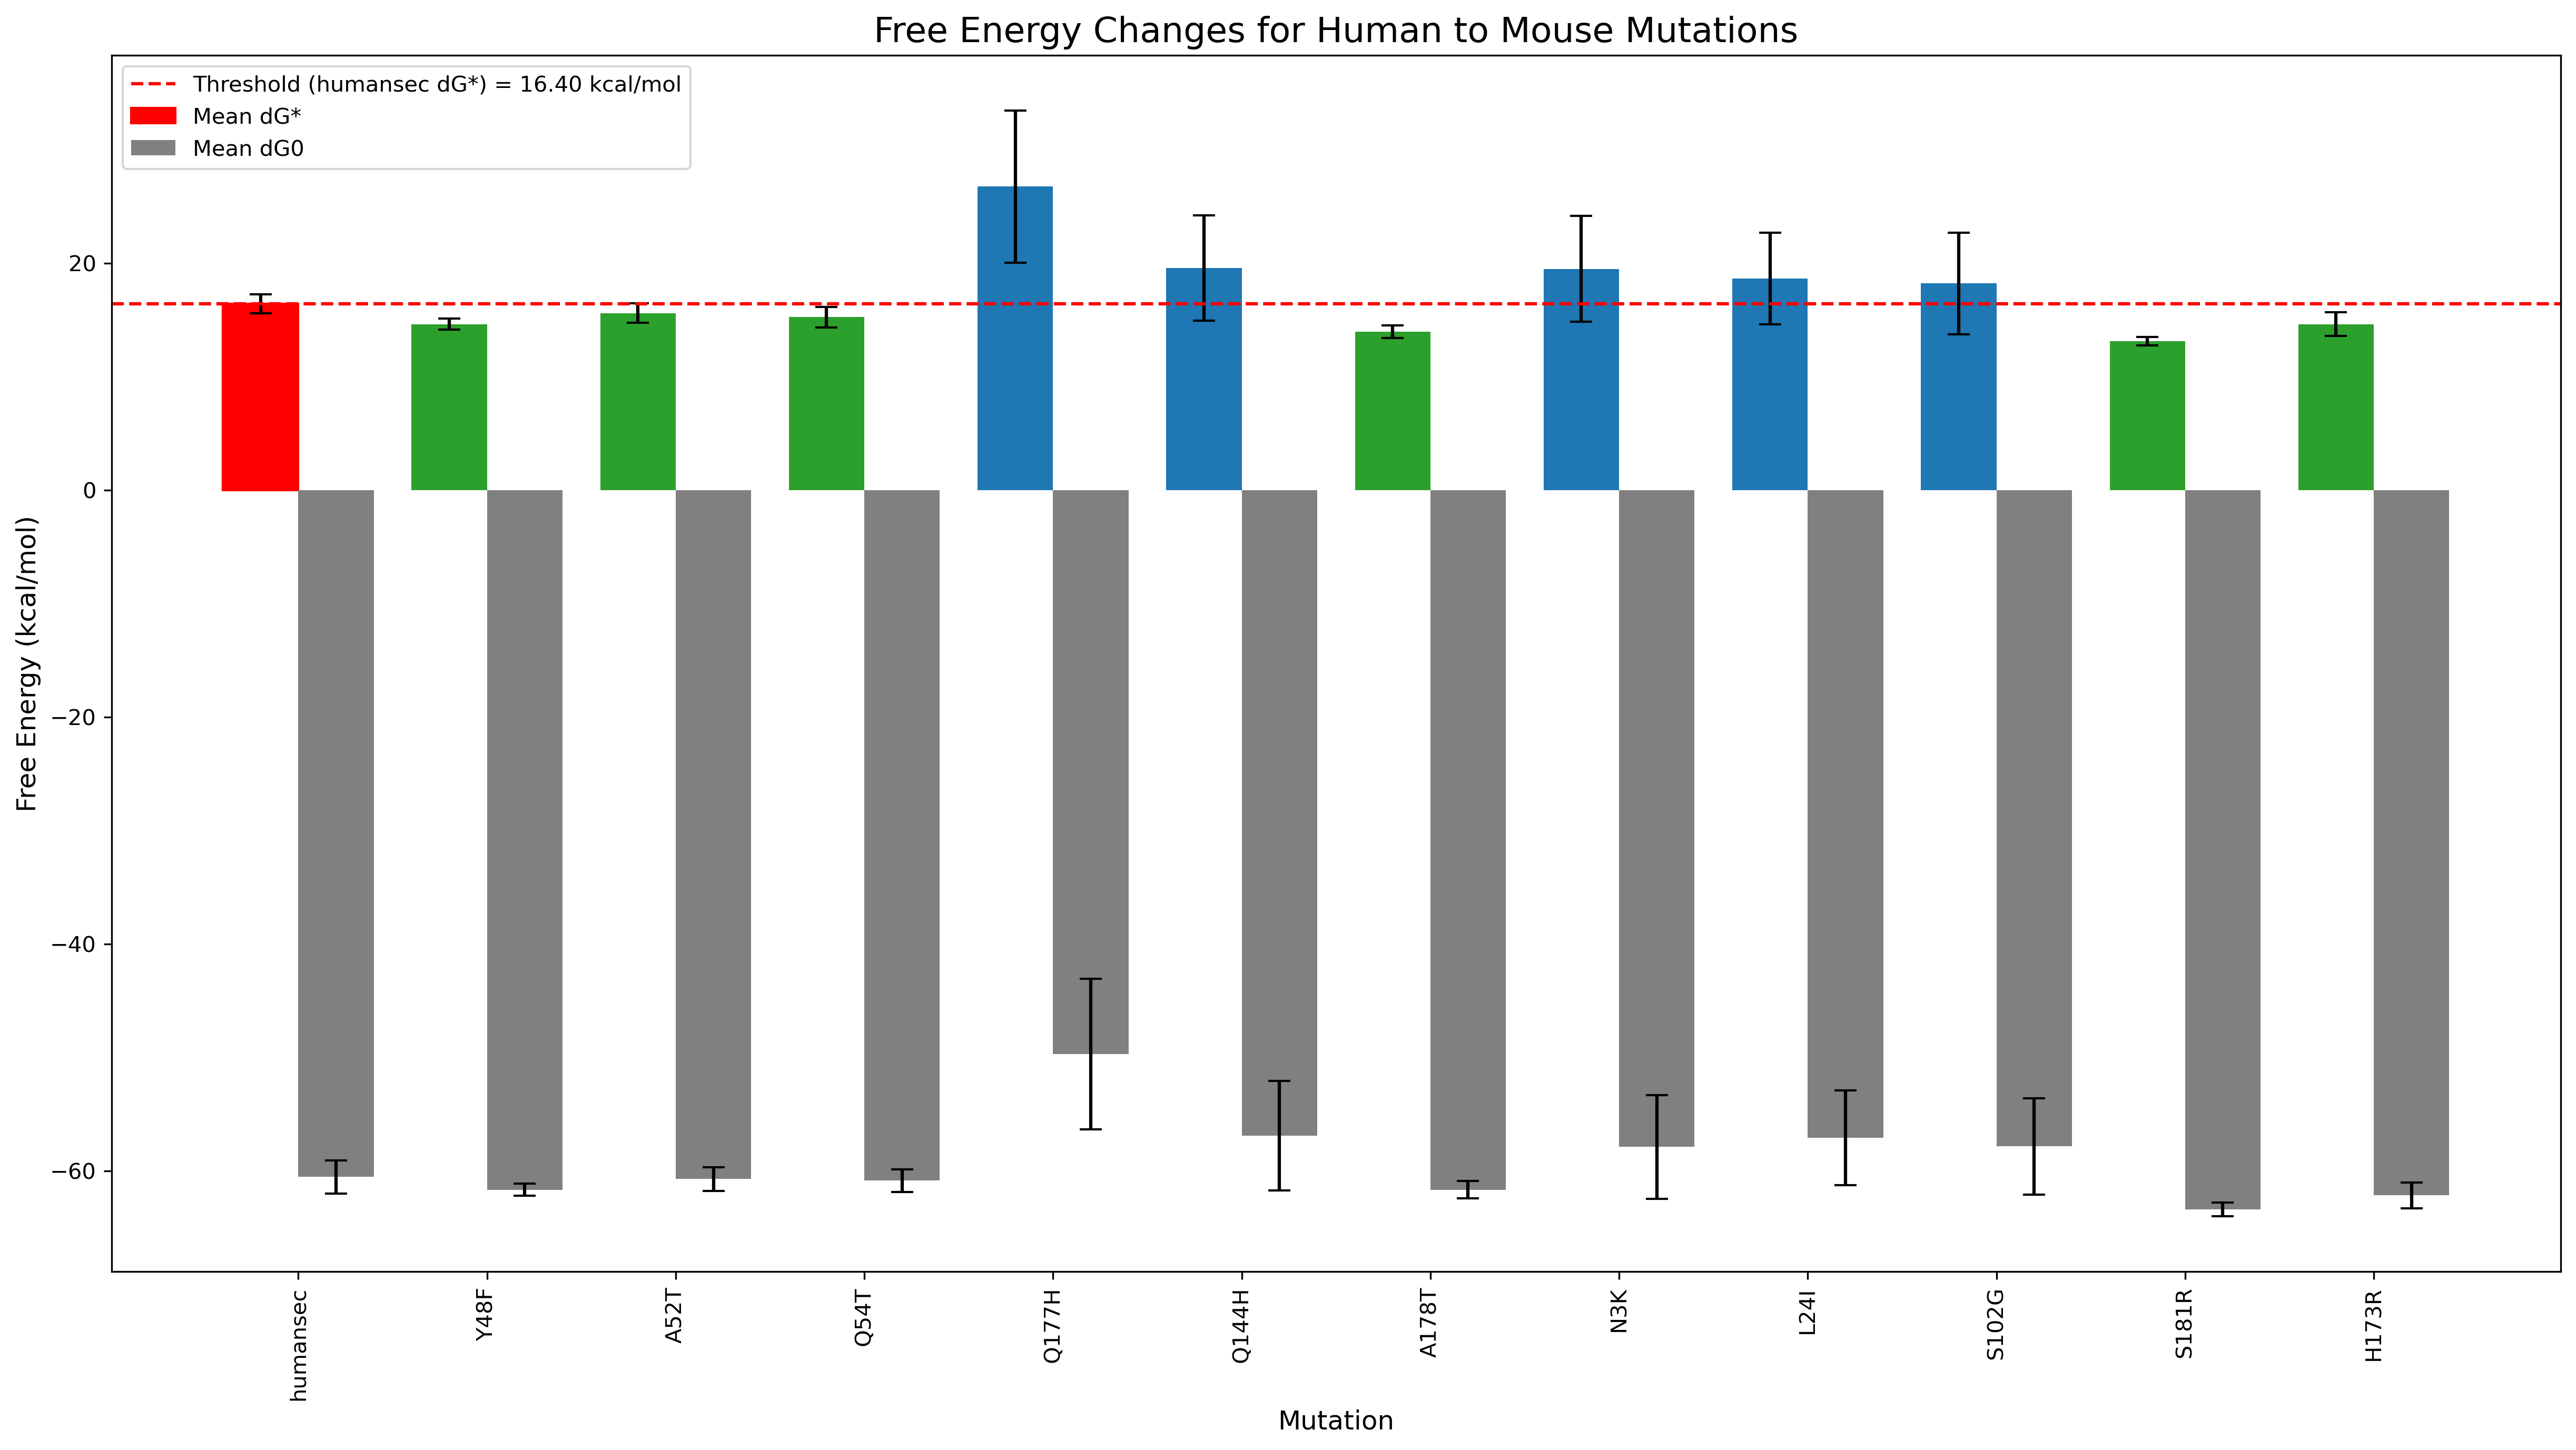 Free Energy Changes for Human to Mouse Mutations
Threshold (humansec dG*) = 16.40 kcal/mol
Mean dG*
Mean dG0
20
0
−20
−40
−60
Free Energy (kcal/mol)
humansec
Y48F
A52T
Q54T
Q177H
Q144H
A178T
N3K
L24I
S102G
S181R
H173R
Mutation